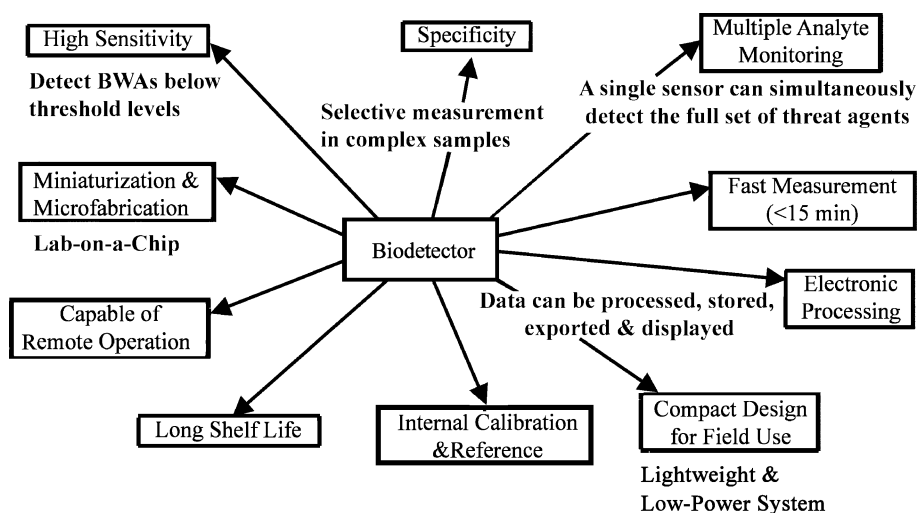 High Sensitivity
Detect BWAs below
threshold levels
Specificity
Selective measurement
in complex samples
Multiple Analyte
Monitoring
A single sensor can simultaneously
detect the full set of threat agents
Miniaturization &
Microfabrication
Lab-on-a-Chip
Fast Measurement
(<15 min)
Biodetector
Electronic
Processing
Data can be processed, stored,
exported & displayed
Capable of
Remote Operation
Long Shelf Life
Internal Calibration
&Reference
Compact Design
for Field Use
Lightweight &
Low-Power System